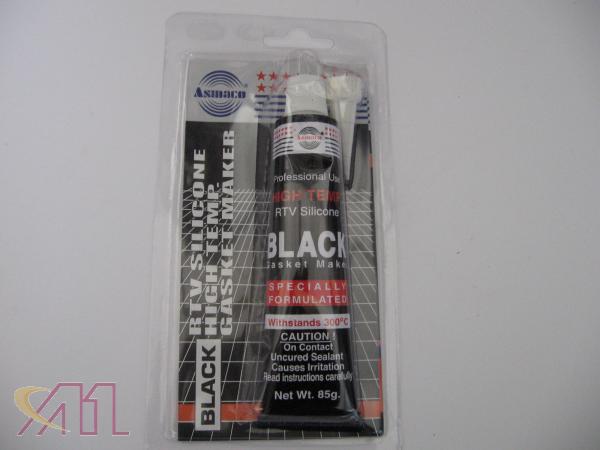 Asmaco
RTV SILICONE
HIGH TEMP.
GASKET MAKER
BLACK
Asmaco
Professional Use
HIGH TEMP
RTV Silicone
BLACK
Gasket Maker
SPECIALLY
FORMULATED
Withstands 300°C
CAUTION!
On Contact
Uncured Sealant
Causes Irritation
Read instructions carefully
Net Wt. 85g.